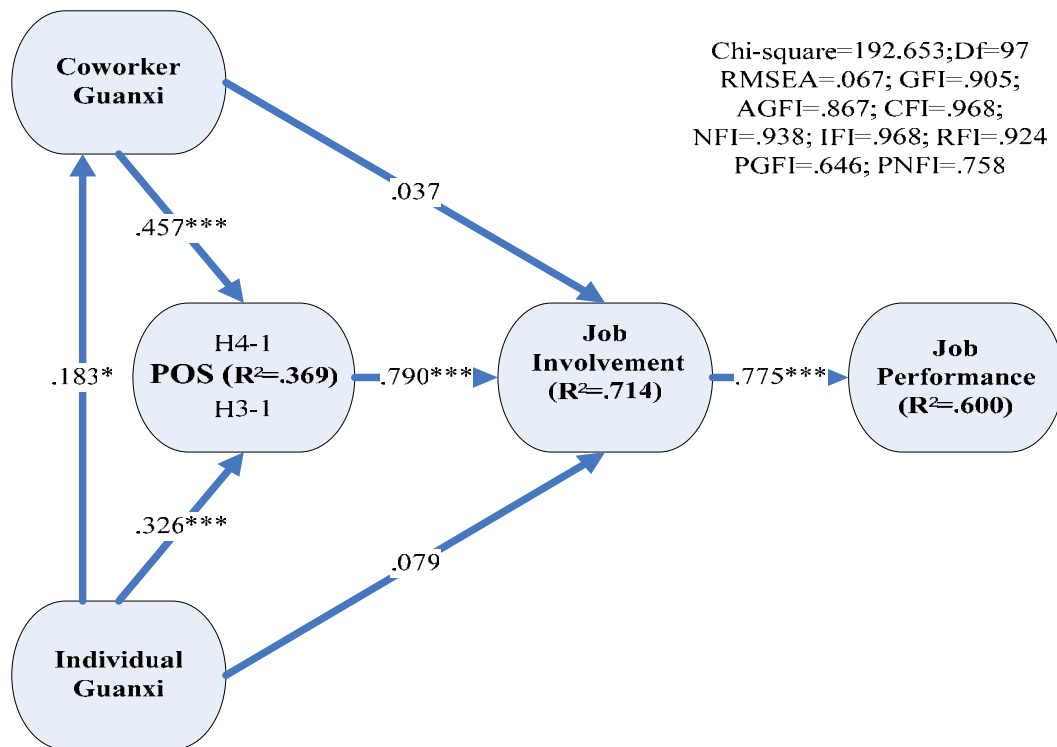 Coworker
Guanxi
Chi-square=192.653;Df=97
RMSEA=.067; GFI=.905;
AGFI=.867; CFI=.968;
NFI=.938; IFI=.968; RFI=.924
PGFI=.646; PNFI=.758
.037
.457***
.183*
H4-1
POS (R²=.369)
H3-1
.790***
Job
Involvement
(R²=.714)
.775***
Job
Performance
(R²=.600)
.326***
.079
Individual
Guanxi